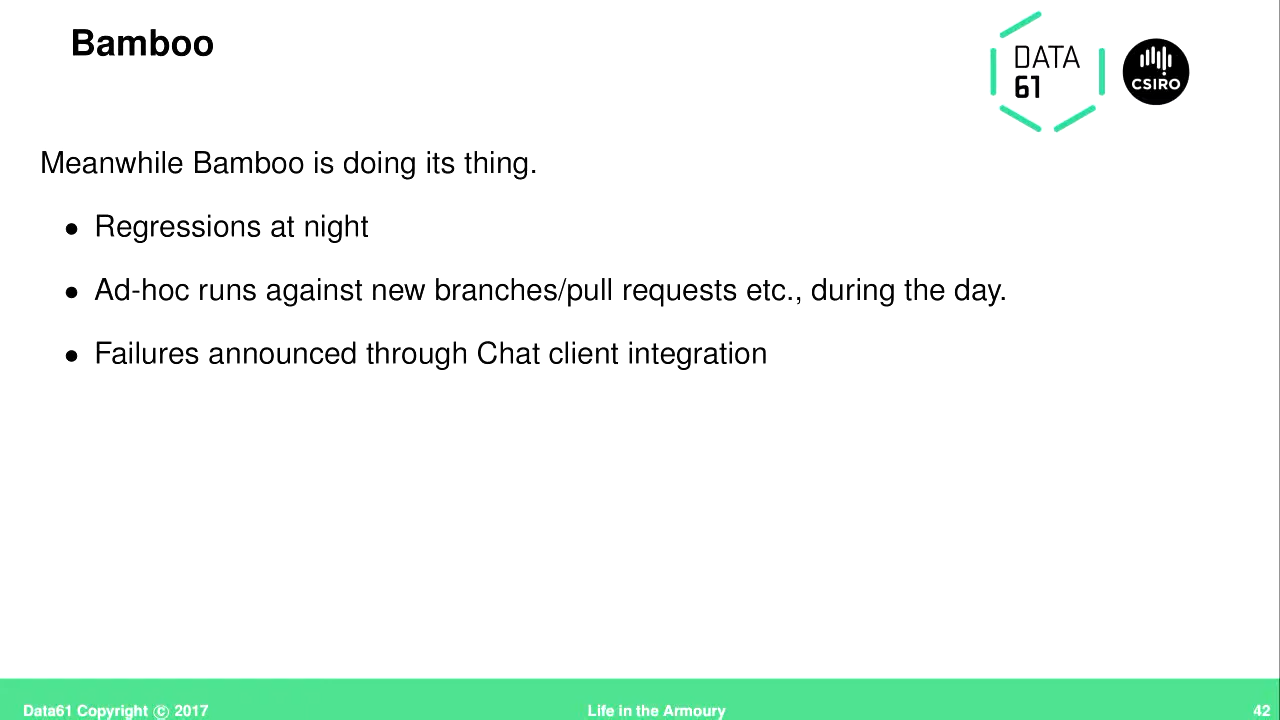 Bamboo
DATA
61
CSIRO
Meanwhile Bamboo is doing its thing.
• Regressions at night
• Ad-hoc runs against new branches/pull requests etc., during the day.
• Failures announced through Chat client integration
Data61 Copyright © 2017
Life in the Armoury
42